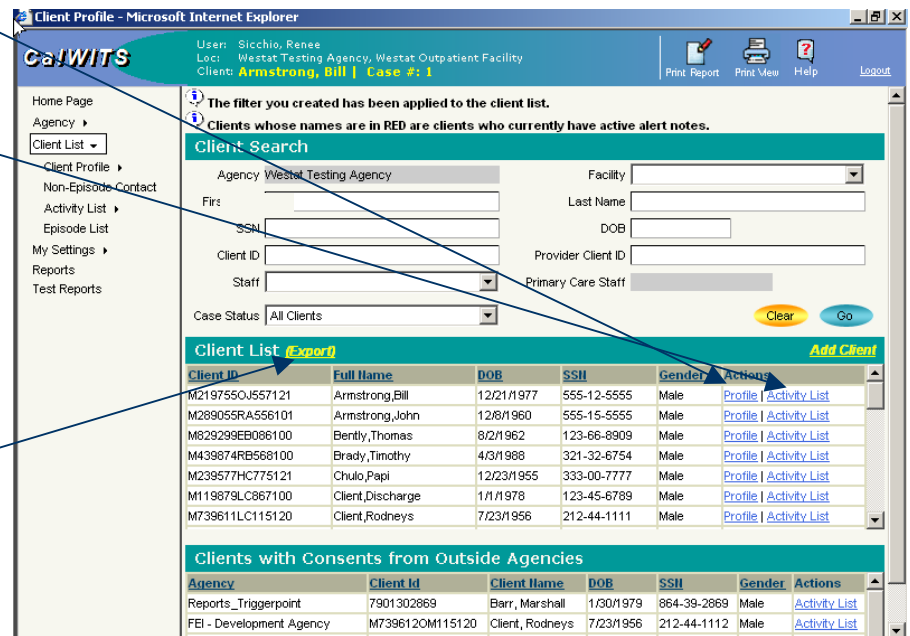 Client Profile - Microsoft Internet Explorer
CalWITS
User: Sicchio, Renee
Loc: Westat Testing Agency, Westat Outpatient Facility
Client: Armstrong, Bill | Case #: 1
Print Report Print View Help Logout
Home Page
Agency
Client List
Client Profile
Non-Episode Contact
Activity List
Episode List
My Settings
Reports
Test Reports
The filter you created has been applied to the client list.
Clients whose names are in RED are clients who currently have active alert notes.
Client Search
Agency Westat Testing Agency Facility
Firs Last Name
SSN DOB
Client ID Provider Client ID
Staff Primary Care Staff
Case Status All Clients Clear Go
Client List (Export) Add Client
Client ID Full Name DOB SSN Gender Actions
M219755OJ557121 Armstrong,Bill 12/21/1977 555-12-5555 Male Profile | Activity List
M289055RA556101 Armstrong,John 12/8/1960 555-15-5555 Male Profile | Activity List
M829299EB086100 Bently,Thomas 8/2/1962 123-66-8909 Male Profile | Activity List
M439874RB568100 Brady,Timothy 4/3/1988 321-32-6754 Male Profile | Activity List
M239577HC775121 Chulo,Papi 12/23/1955 333-00-7777 Male Profile | Activity List
M119879LC867100 Client,Discharge 1/1/1978 123-45-6789 Male Profile | Activity List
M739611LC115120 Client,Rodneys 7/23/1956 212-44-1111 Male Profile | Activity List
Clients with Consents from Outside Agencies
Agency Client Id Client Name DOB SSN Gender Actions
Reports_Triggerpoint 7901302869 Barr, Marshall 1/30/1979 864-39-2869 Male Activity List
FEI - Development Agency M739612OM115120 Client, Rodneys 7/23/1956 212-44-1112 Male Activity List